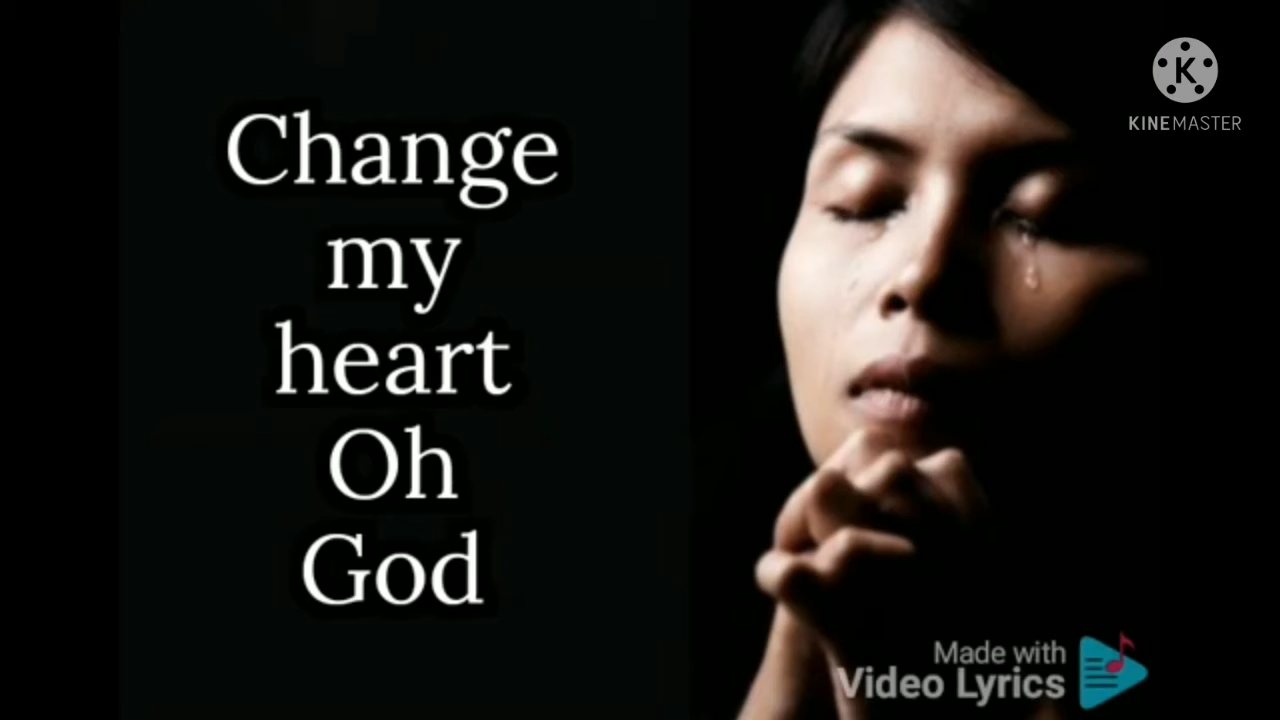 Change
my
heart
Oh
God
K
KINEMASTER
Made with
Video Lyrics